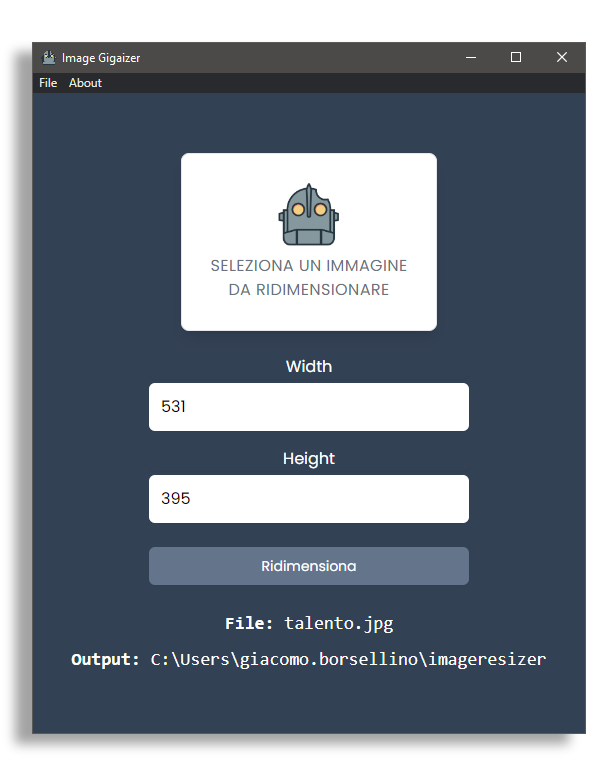 Image Gigaizer
File About
SELEZIONA UN IMMAGINE
DA RIDIMENSIONARE
Width
531
Height
395
Ridimensiona
File: talento.jpg
Output: C:\Users\giacomo.borsellino\imageresizer